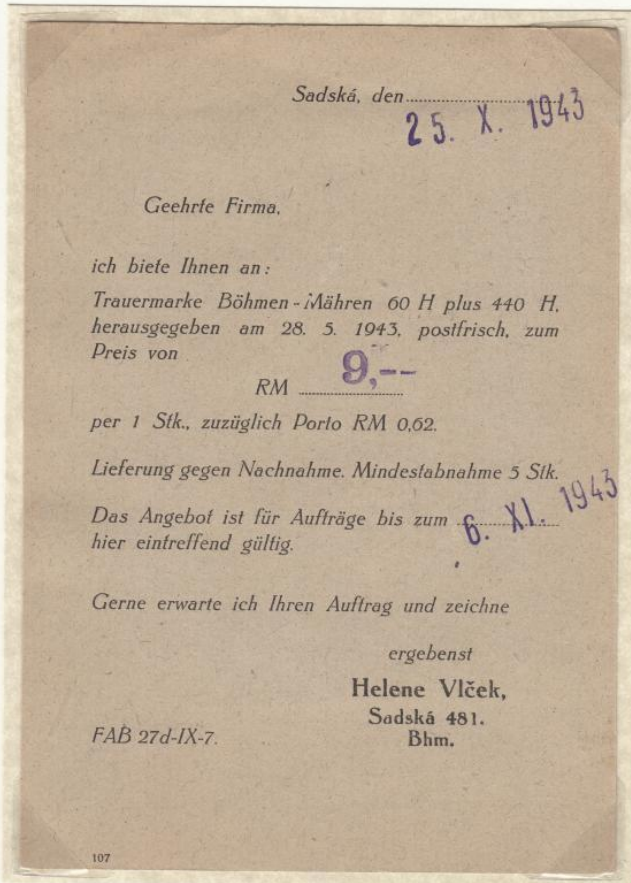 Sadská, den
25. X. 1943
Geehrte Firma,
ich biete Ihnen an:
Trauermarke Böhmen-Mähren 60 H plus 440 H,
herausgegeben am 28. 5. 1943, postfrisch, zum
Preis von
RM 9,--
per 1 Stk., zuzüglich Porto RM 0,62.
Lieferung gegen Nachnahme. Mindestabnahme 5 Stk.
Das Angebot ist für Aufträge bis zum 6. XI. 1943
hier eintreffend gültig.
Gerne erwarte ich Ihren Auftrag und zeichne
ergebenst
Helene Vlček,
Sadská 481.
Bhm.
FAB 27d-IX-7.
107